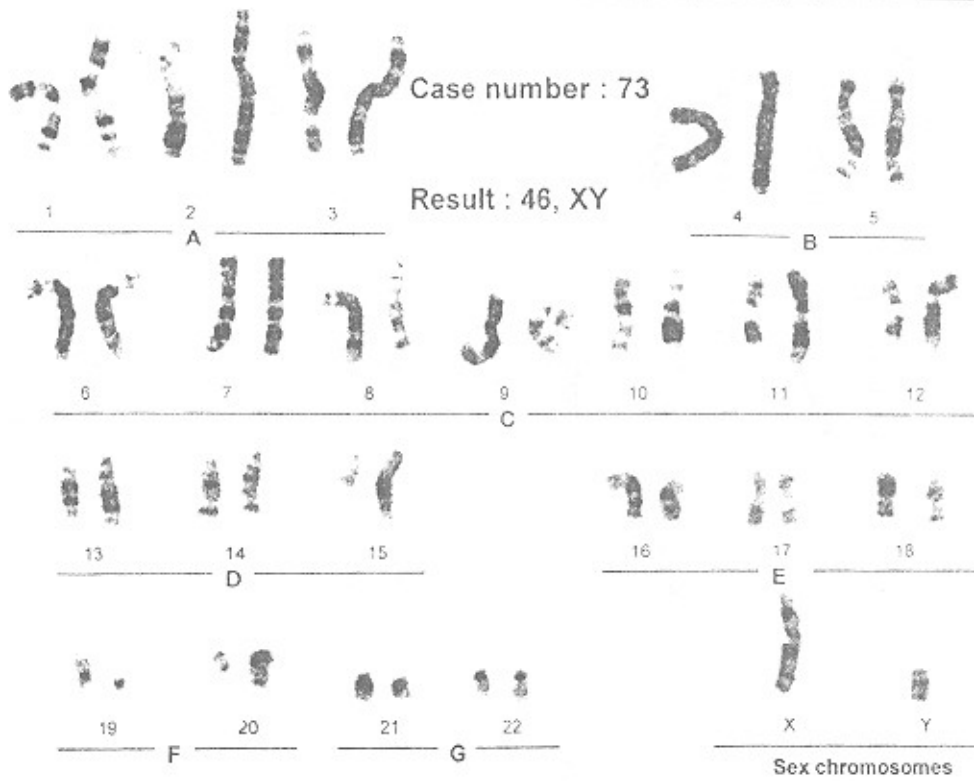 Case number : 73
Result : 46, XY
1 2 3
A
4 5
B
6 7 8 9 10 11 12
C
13 14 15
D
16 17 18
E
19 20
F
21 22
G
X Y
Sex chromosomes